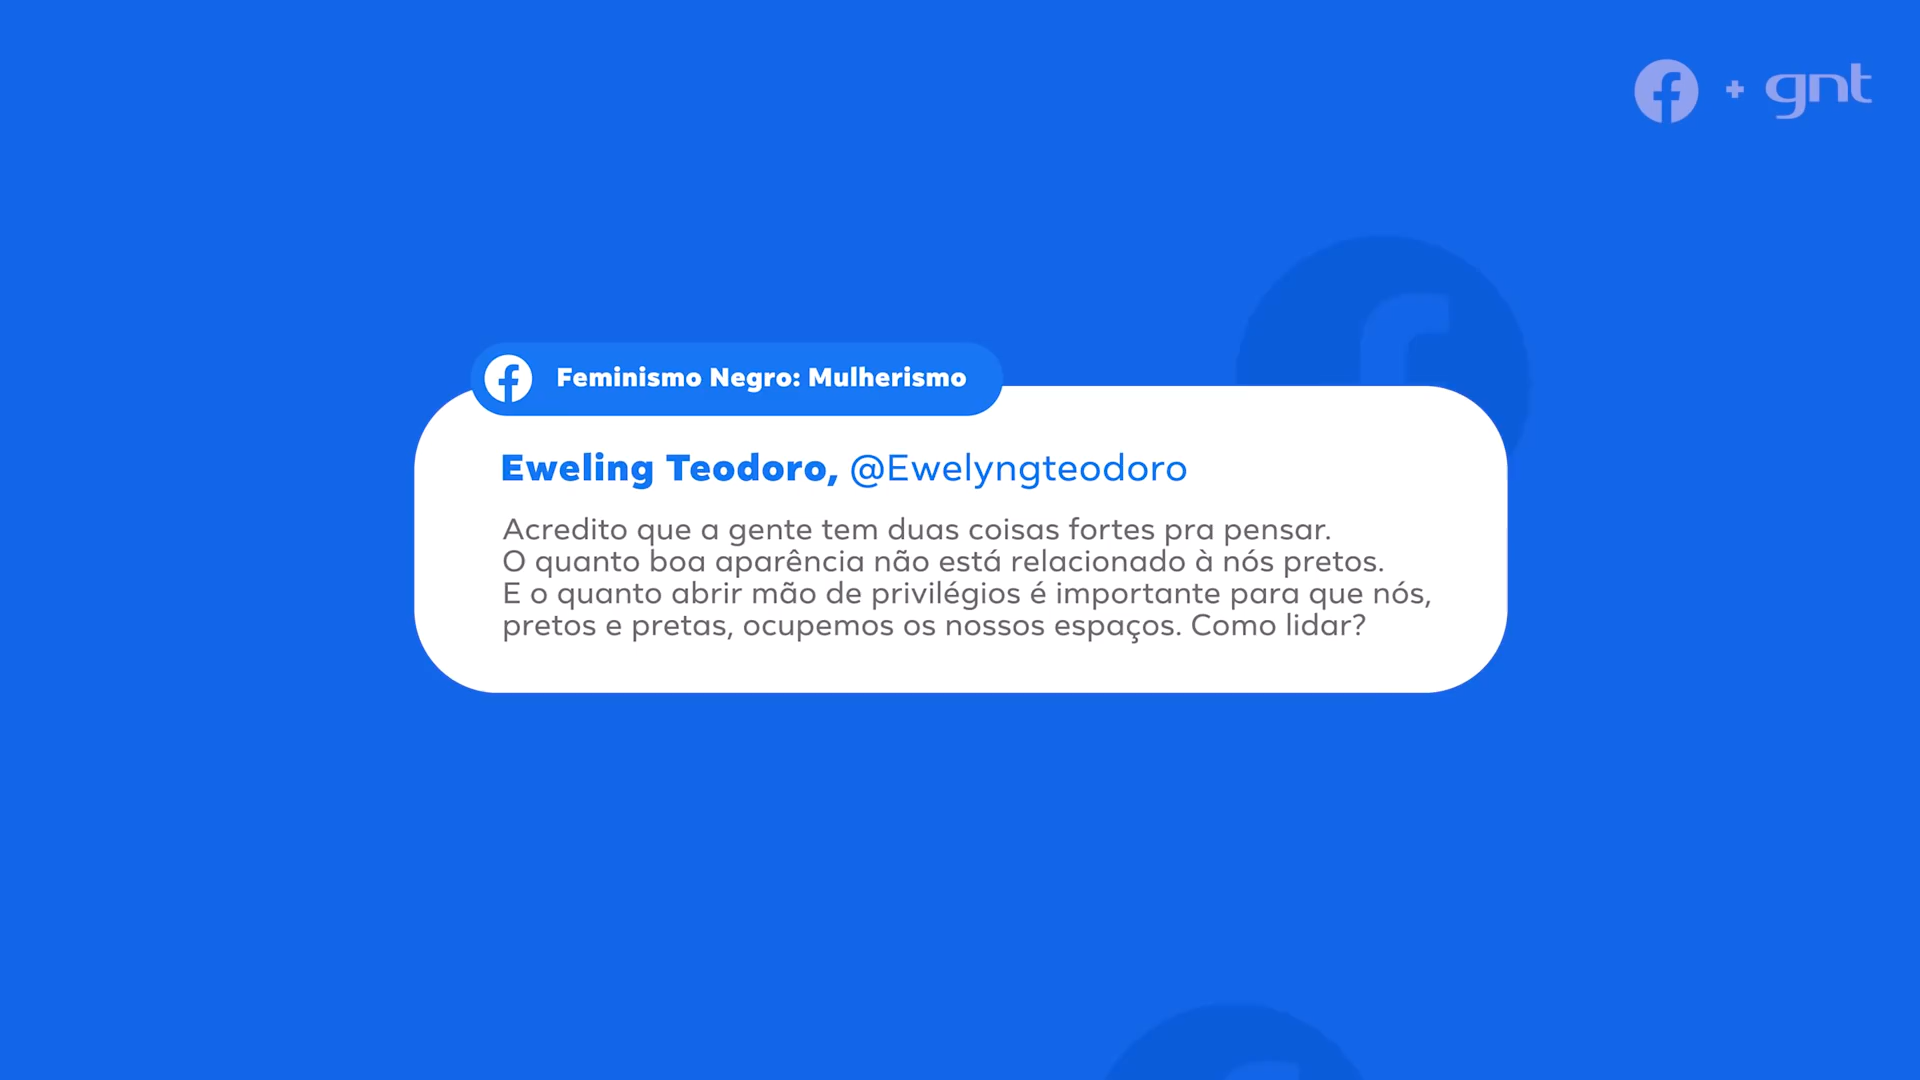 + gnt
Feminismo Negro: Mulherismo
Eweling Teodoro, @Ewelyngteodoro
Acredito que a gente tem duas coisas fortes pra pensar.
O quanto boa aparência não está relacionado à nós pretos.
E o quanto abrir mão de privilégios é importante para que nós,
pretos e pretas, ocupemos os nossos espaços. Como lidar?